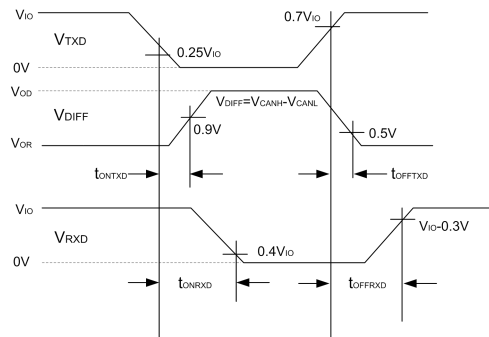 VIO
VTXD
0.7VIO
0.25VIO
0V
VOD
VDIFF
VDIFF=VCANH-VCANL
0.9V
0.5V
VOR
tONTXD
tOFFTXD
VIO
VRXD
VIO-0.3V
0.4VIO
0V
tONRXD
tOFFRXD